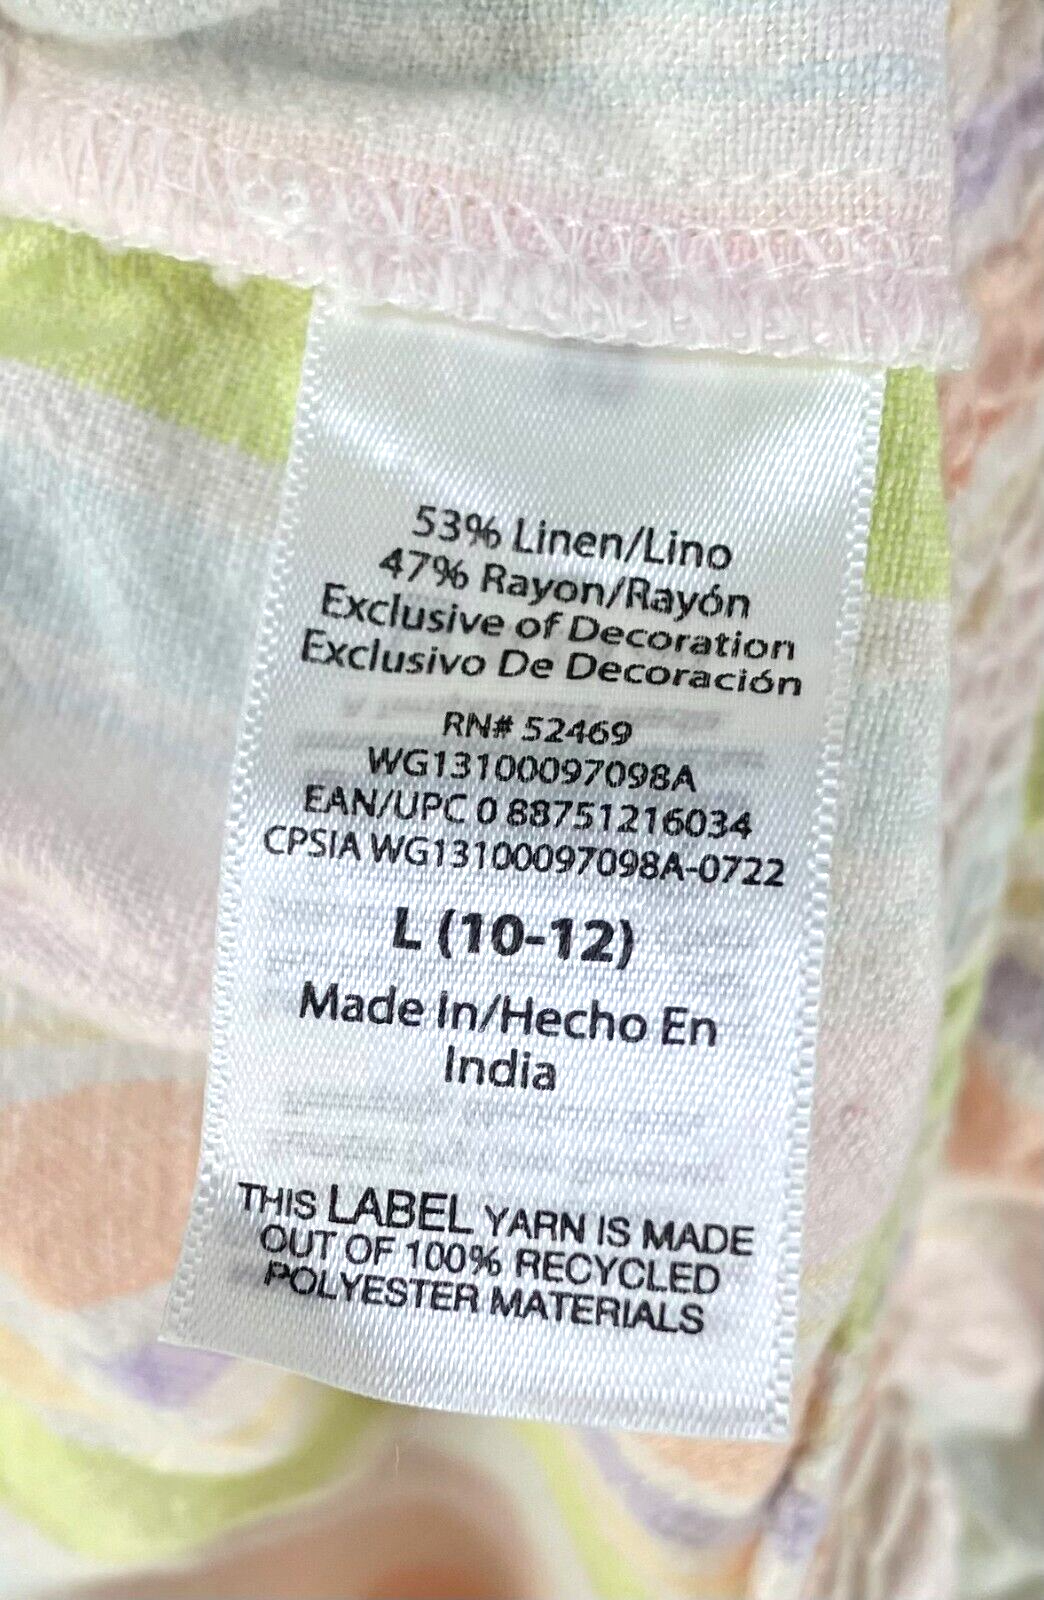 53% Linen/Lino
47% Rayon/Rayón
Exclusive of Decoration
Exclusivo De Decoración
RN# 52469
WG13100097098A
EAN/UPC 0 88751216034
CPSIA WG13100097098A-0722
L (10-12)
Made In/Hecho En
India
THIS LABEL YARN IS MADE
OUT OF 100% RECYCLED
POLYESTER MATERIALS